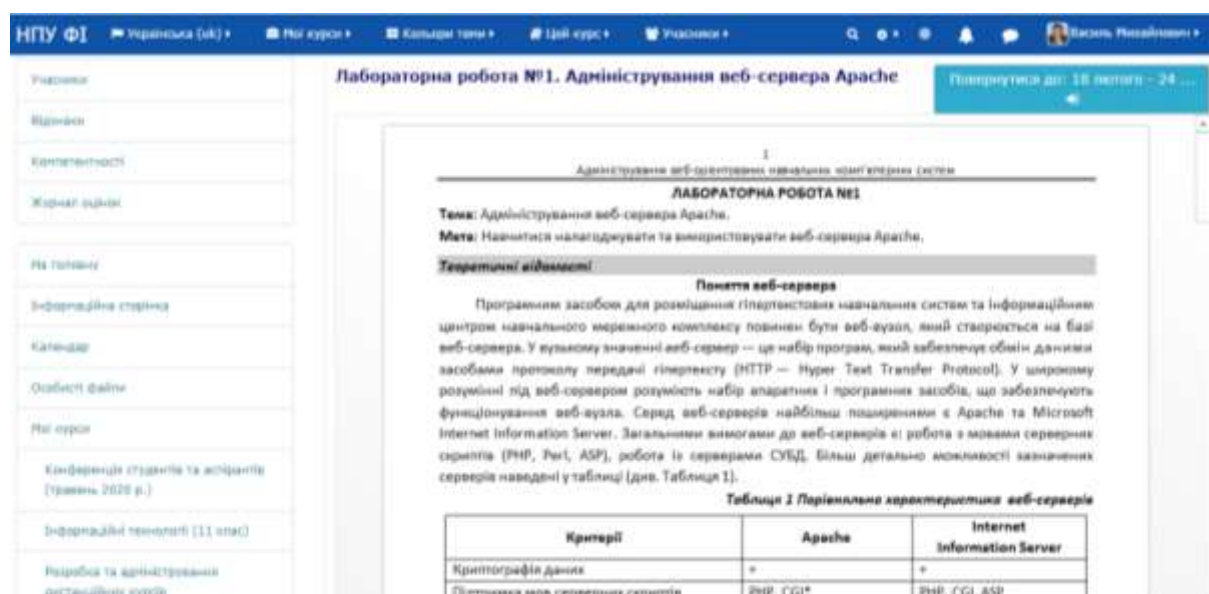 НПУ ФІ Українська (uk) Мої курси Кольори теми Цей курс Учасники Василь Михайлович
Учасники
Відзнаки
Компетентності
Журнал оцінок
На головну
Інформаційна сторінка
Календар
Особисті файли
Мої курси
Конференція студентів та аспірантів
(травень 2020 р.)
Інформаційні технології (11 клас)
Розробка та адміністрування
дистанційних курсів
Лабораторна робота №1. Адміністрування веб-сервера Apache
Повернутися до: 18 лютого - 24 ...
1
Адміністрування веб-орієнтованих навчальних комп'ютерних систем
ЛАБОРАТОРНА РОБОТА №1
Тема: Адміністрування веб-сервера Apache.
Мета: Навчитися налагоджувати та використовувати веб-сервера Apache.
Теоретичні відомості
Поняття веб-сервера
Програмним засобом для розміщення гіпертекстових навчальних систем та інформаційним
центром навчального мережного комплексу повинен бути веб-вузол, який створюється на базі
веб-сервера. У вузькому значенні веб-сервер — це набір програм, який забезпечує обмін даними
засобами протоколу передачі гіпертексту (HTTP — Hyper Text Transfer Protocol). У широкому
розумінні під веб-сервером розуміють набір апаратних і програмних засобів, що забезпечують
функціонування веб-вузла. Серед веб-серверів найбільш поширеними є Apache та Microsoft
Internet Information Server. Загальними вимогами до веб-серверів є: робота з мовами серверних
скриптів (PHP, Perl, ASP), робота із серверами СУБД. Більш детально можливості зазначених
серверів наведені у таблиці (див. Таблиця 1).
Таблиця 1 Порівняльна характеристика веб-серверів
Критерії Apache Internet
Information Server
Криптографія даних + +
Підтримка мов серверних скриптів PHP, CGI* PHP, CGI, ASP